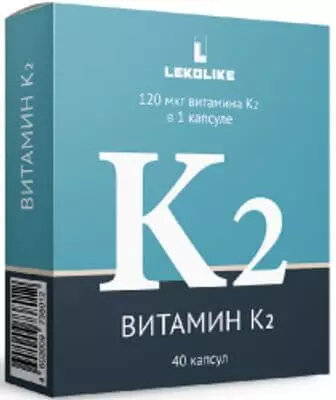 LEKOLIKE
120 мкг витамина K2
в 1 капсуле
K2
ВИТАМИН K2
40 капсул
ВИТАМИН K2